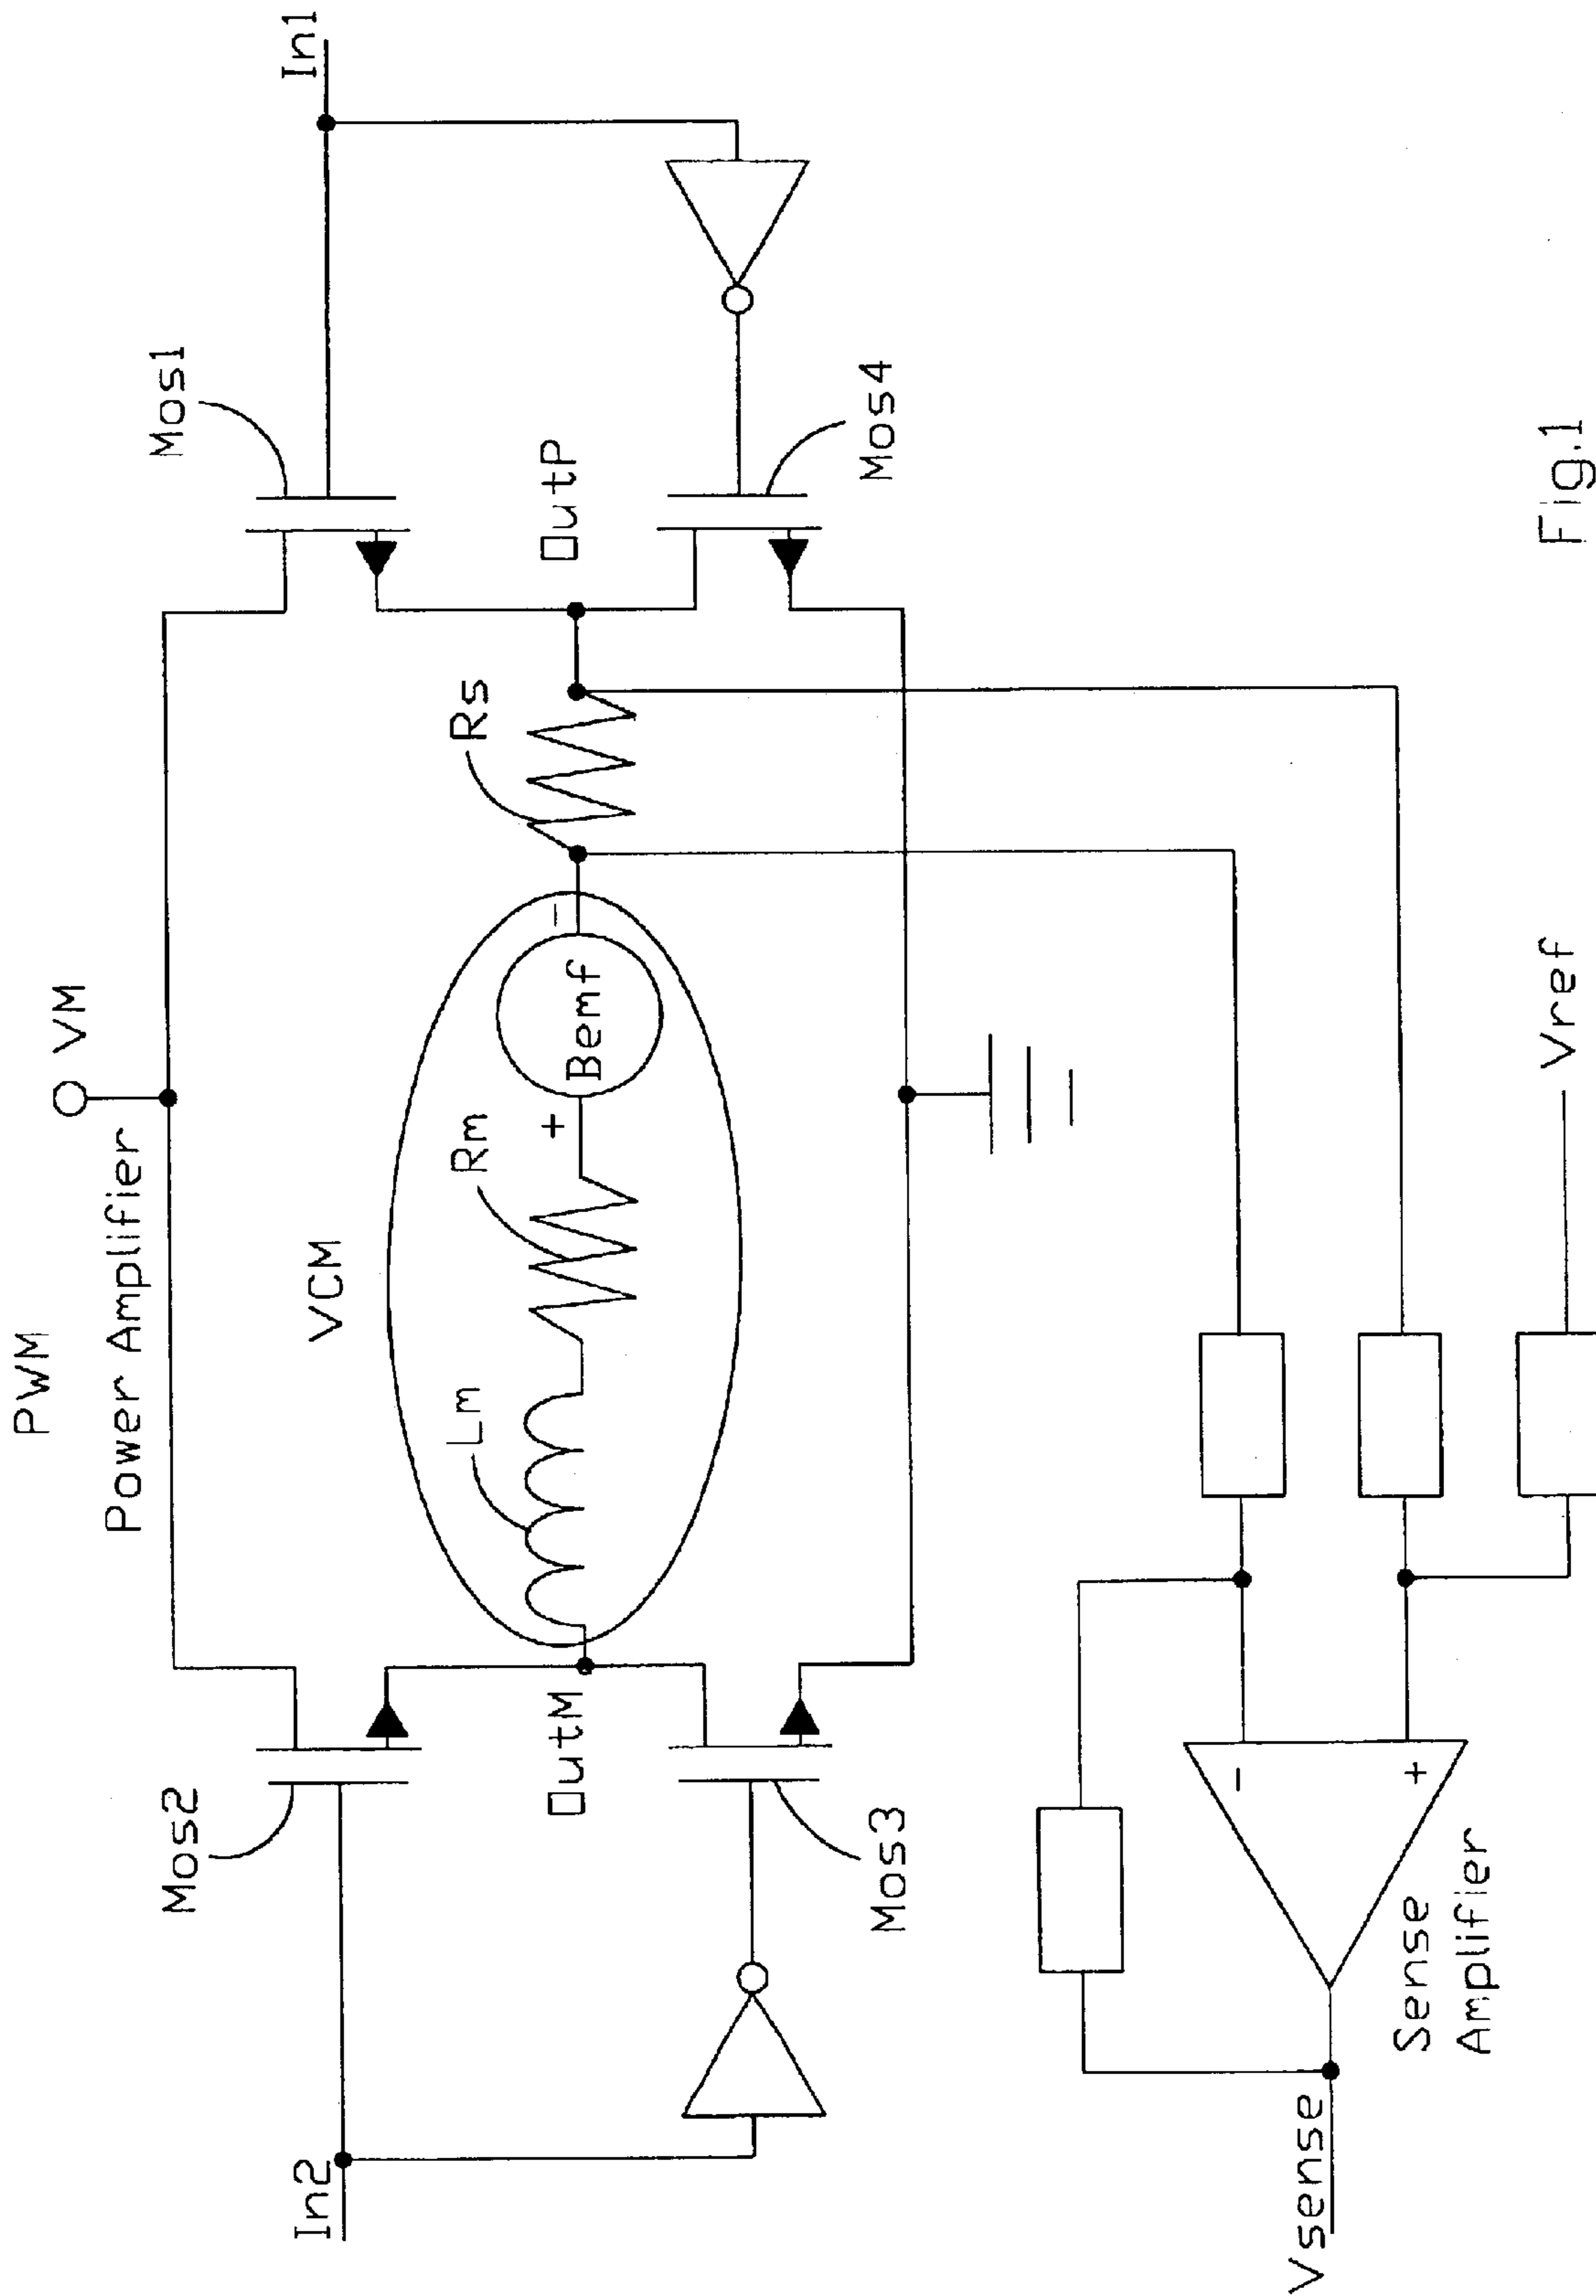 PWM
Power Amplifier
VM
In2
Mos2
VCM
Mos1
In1
OutM
Lm
Rm
+
Bemf
-
Rs
OutP
Mos3
Mos4
-
+
Sense
Amplifier
Vsense
Vref
Fig.1